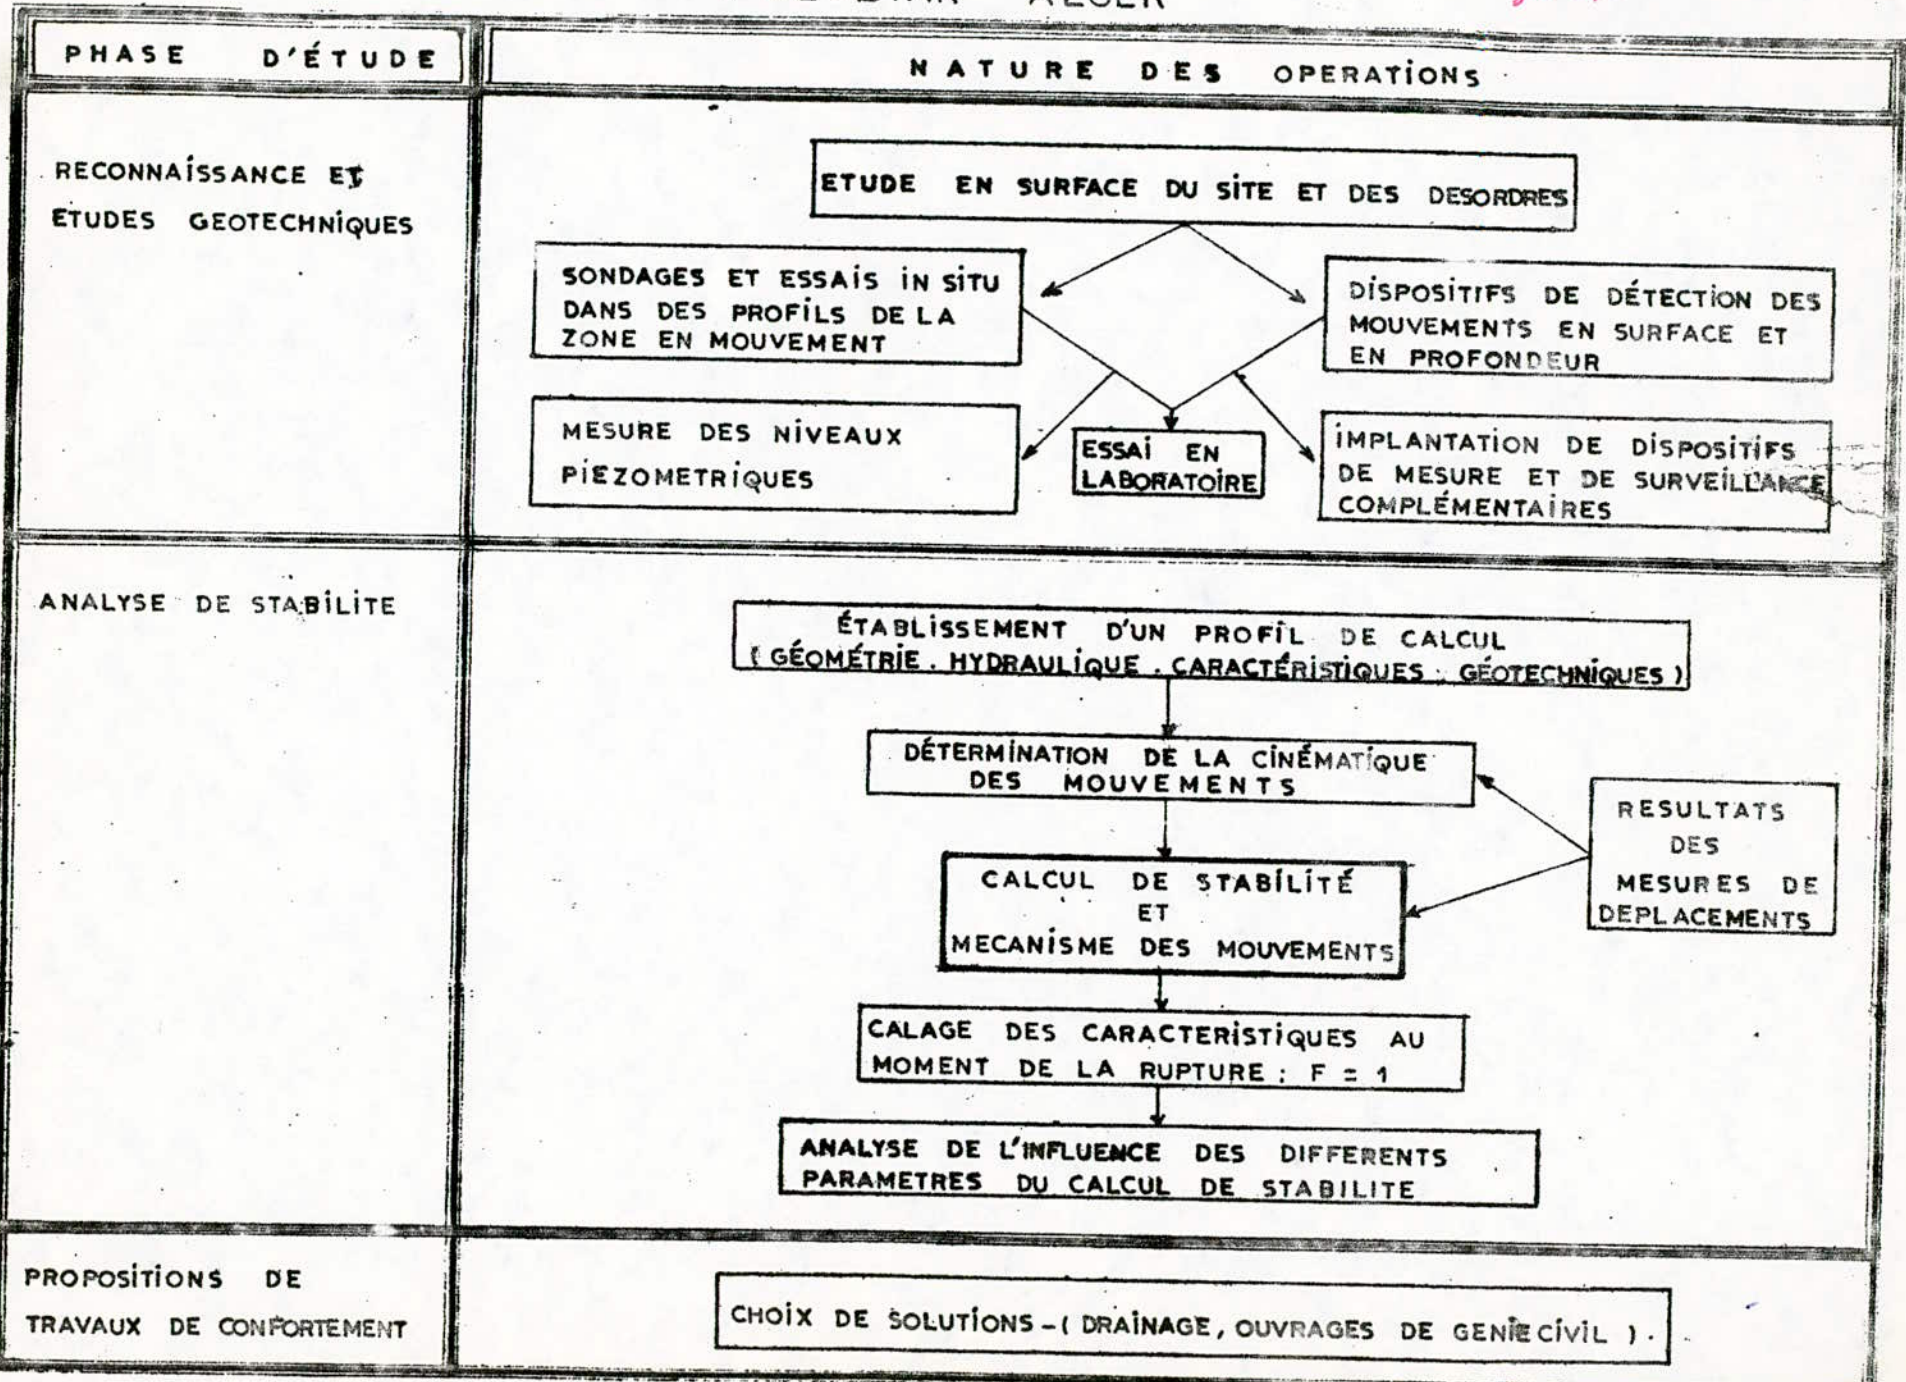 ALGER
PHASE D'ÉTUDE
NATURE DES OPERATIONS
RECONNAISSANCE ET
ETUDES GEOTECHNIQUES
ETUDE EN SURFACE DU SITE ET DES DESORDRES
SONDAGES ET ESSAIS IN SITU
DANS DES PROFILS DE LA
ZONE EN MOUVEMENT
DISPOSITIFS DE DÉTECTION DES
MOUVEMENTS EN SURFACE ET
EN PROFONDEUR
MESURE DES NIVEAUX
PIEZOMETRIQUES
ESSAI EN
LABORATOIRE
IMPLANTATION DE DISPOSITIFS
DE MESURE ET DE SURVEILLANCE
COMPLÉMENTAIRES
ANALYSE DE STABILITE
ÉTABLISSEMENT D'UN PROFIL DE CALCUL
(GÉOMÉTRIE . HYDRAULIQUE . CARACTÉRISTIQUES . GÉOTECHNIQUES)
DÉTERMINATION DE LA CINÉMATIQUE
DES MOUVEMENTS
RESULTATS
DES
MESURES DE
DEPLACEMENTS
CALCUL DE STABILITÉ
ET
MECANISME DES MOUVEMENTS
CALAGE DES CARACTERISTIQUES AU
MOMENT DE LA RUPTURE : F = 1
ANALYSE DE L'INFLUENCE DES DIFFERENTS
PARAMETRES DU CALCUL DE STABILITE
PROPOSITIONS DE
TRAVAUX DE CONFORTEMENT
CHOIX DE SOLUTIONS - ( DRAINAGE, OUVRAGES DE GENIE CIVIL ) .